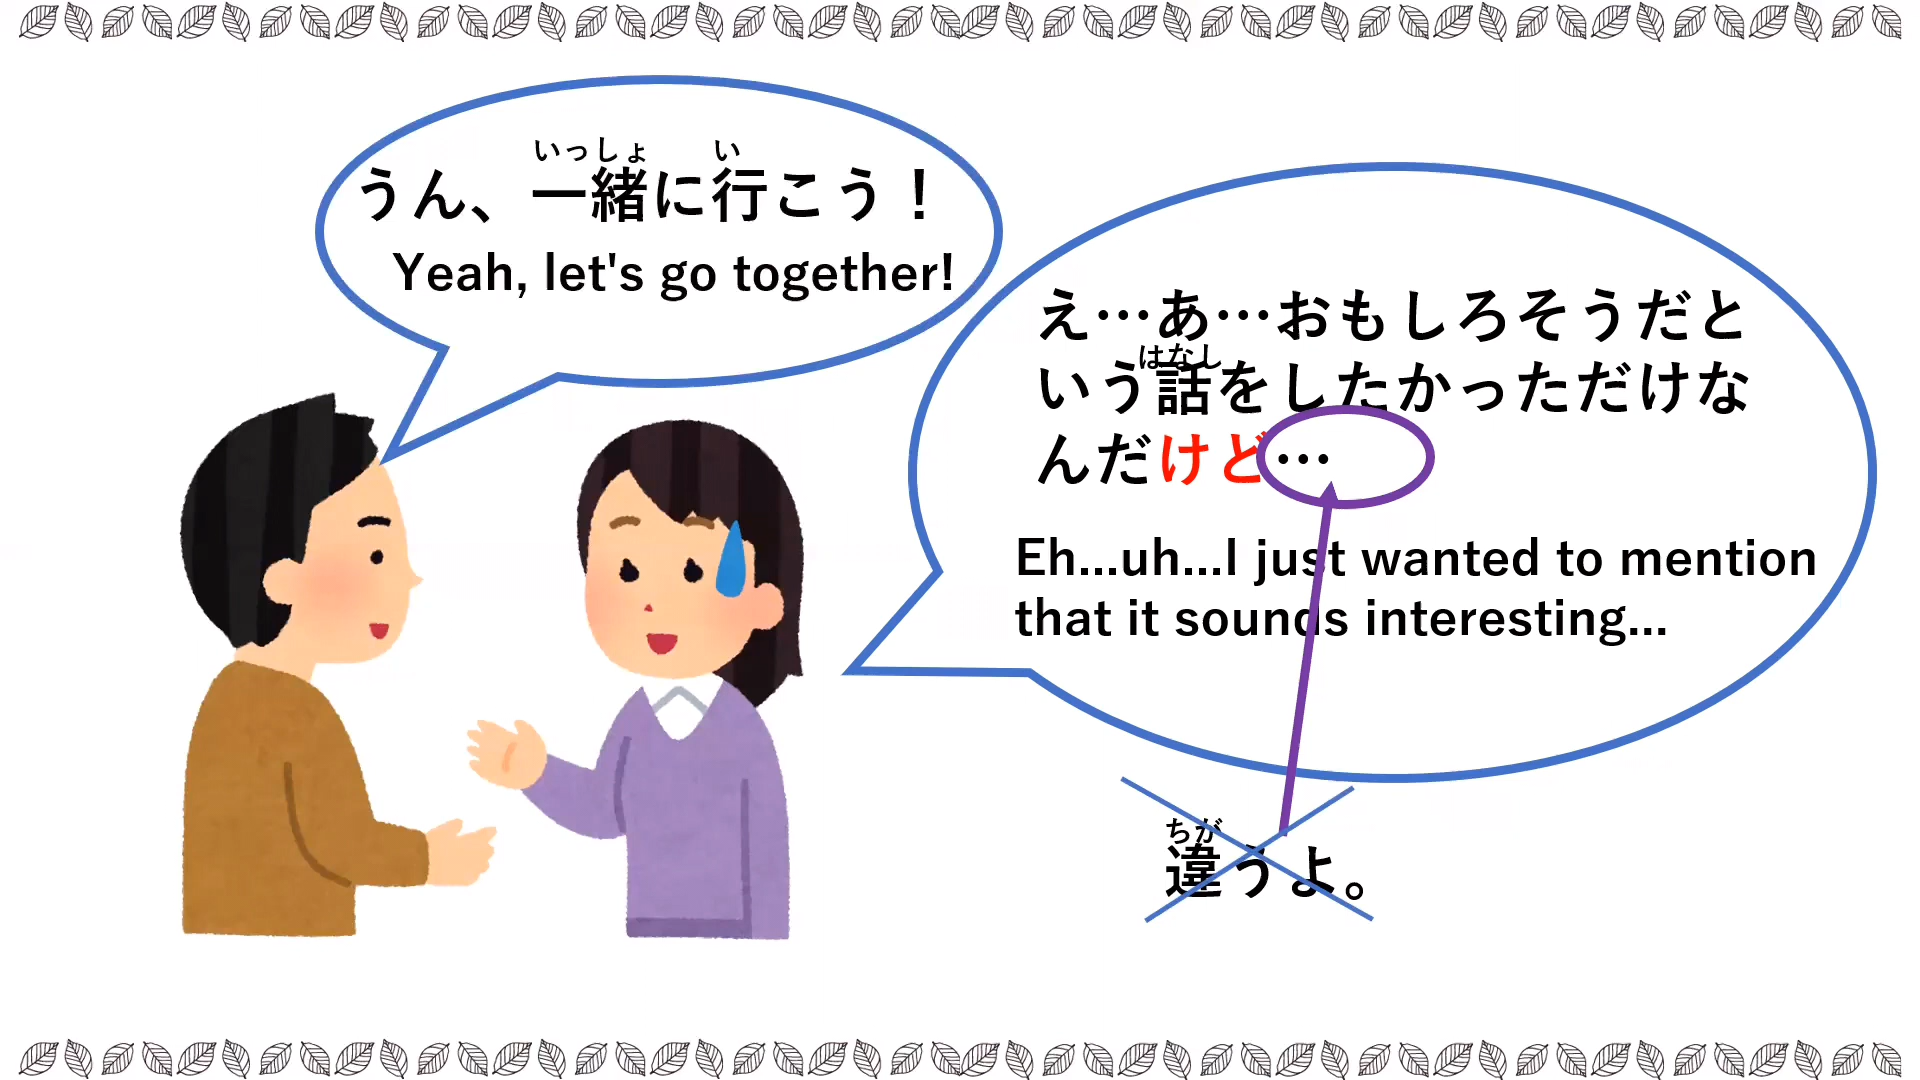 いっしょ い
うん、一緒に行こう！
Yeah, let's go together!
え…あ…おもしろそうだと
はなし
いう話をしたかっただけな
んだけど…
Eh...uh...I just wanted to mention
that it sounds interesting...
ちが
違うよ。